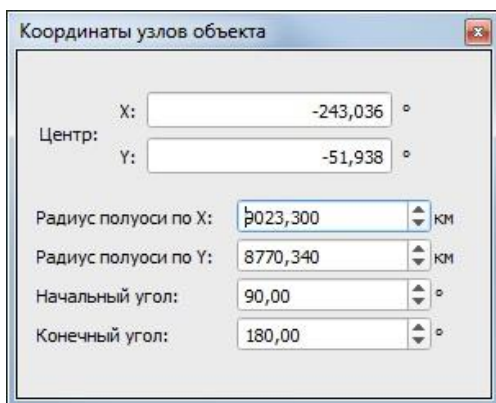 Координаты узлов объекта
Центр:
X: -243,036 °
Y: -51,938 °
Радиус полуоси по X: 9023,300 км
Радиус полуоси по Y: 8770,340 км
Начальный угол: 90,00 °
Конечный угол: 180,00 °